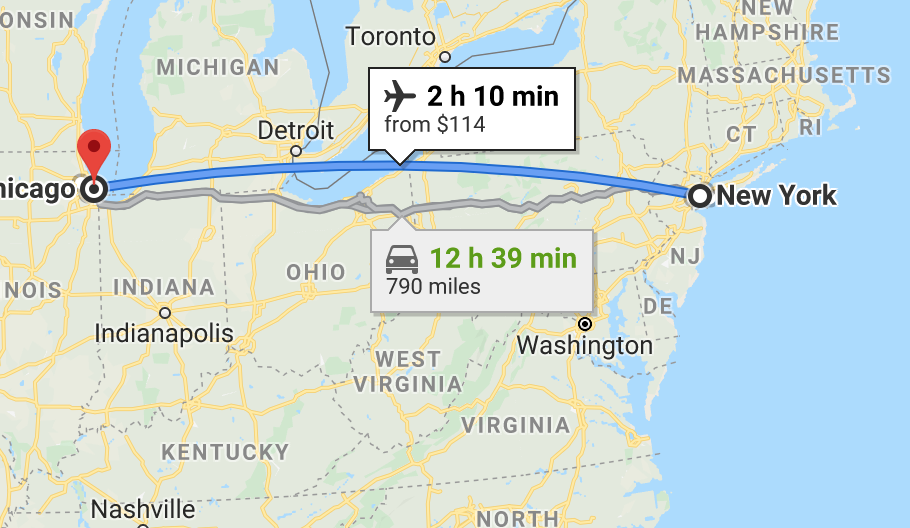 ONSIN
NEW
HAMPSHIRE
Toronto
MICHIGAN
MASSACHUSETTS
2 h 10 min
from $114
Detroit
CT
RI
hicago
New York
12 h 39 min
790 miles
NJ
OHIO
NOIS
INDIANA
DE
Indianapolis
Washington
WEST
VIRGINIA
VIRGINIA
KENTUCKY
Nashville
NORTH